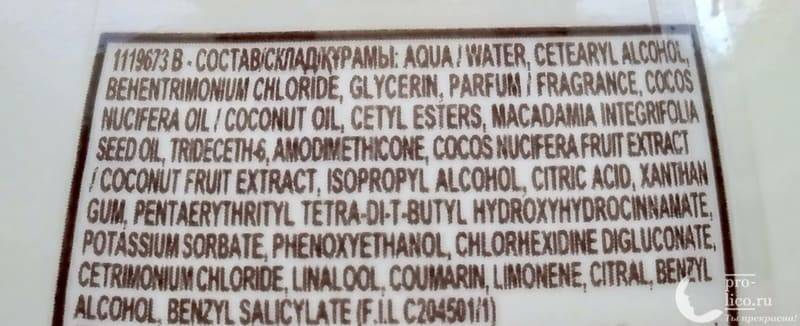 1119673 B - СОСТАВ/СКЛАД/ҚҰРАМЫ: AQUA / WATER, CETEARYL ALCOHOL,
BEHENTRIMONIUM CHLORIDE, GLYCERIN, PARFUM / FRAGRANCE, COCOS
NUCIFERA OIL / COCONUT OIL, CETYL ESTERS, MACADAMIA INTEGRIFOLIA
SEED OIL, TRIDECETH-6, AMODIMETHICONE, COCOS NUCIFERA FRUIT EXTRACT
/ COCONUT FRUIT EXTRACT, ISOPROPYL ALCOHOL, CITRIC ACID, XANTHAN
GUM, PENTAERYTHRITYL TETRA-DI-T-BUTYL HYDROXYHYDROCINNAMATE,
POTASSIUM SORBATE, PHENOXYETHANOL, CHLORHEXIDINE DIGLUCONATE,
CETRIMONIUM CHLORIDE, LINALOOL, COUMARIN, LIMONENE, CITRAL, BENZYL
ALCOHOL, BENZYL SALICYLATE (F.I.L C204501/1)
pro-
lico.ru
Ты прекрасна!